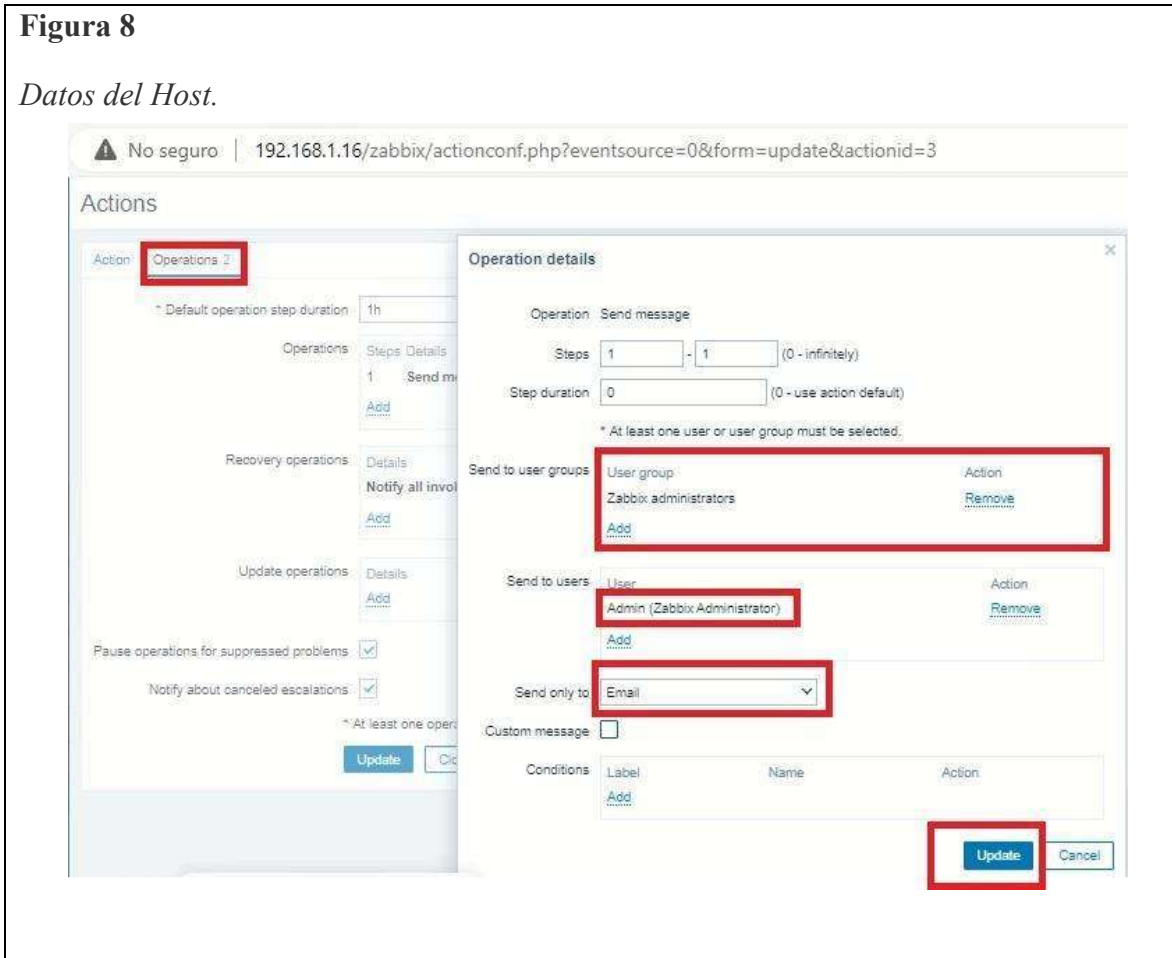 Figura 8
Datos del Host.
No seguro | 192.168.1.16/zabbix/actionconf.php?eventsource=0&form=update&actionid=3
Actions
Action Operations 2
* Default operation step duration 1h
Operations Steps Details
1 Send me
Add
Recovery operations Details
Notify all invol
Add
Update operations Details
Add
Pause operations for suppressed problems
Notify about canceled escalations
* At least one oper
Update Clo
Operation details
Operation Send message
Steps 1 - 1 (0 - infinitely)
Step duration 0 (0 - use action default)
* At least one user or user group must be selected.
Send to user groups User group Action
Zabbix administrators Remove
Add
Send to users User Action
Admin (Zabbix Administrator) Remove
Add
Send only to Email
Custom message
Conditions Label Name Action
Add
Update Cancel